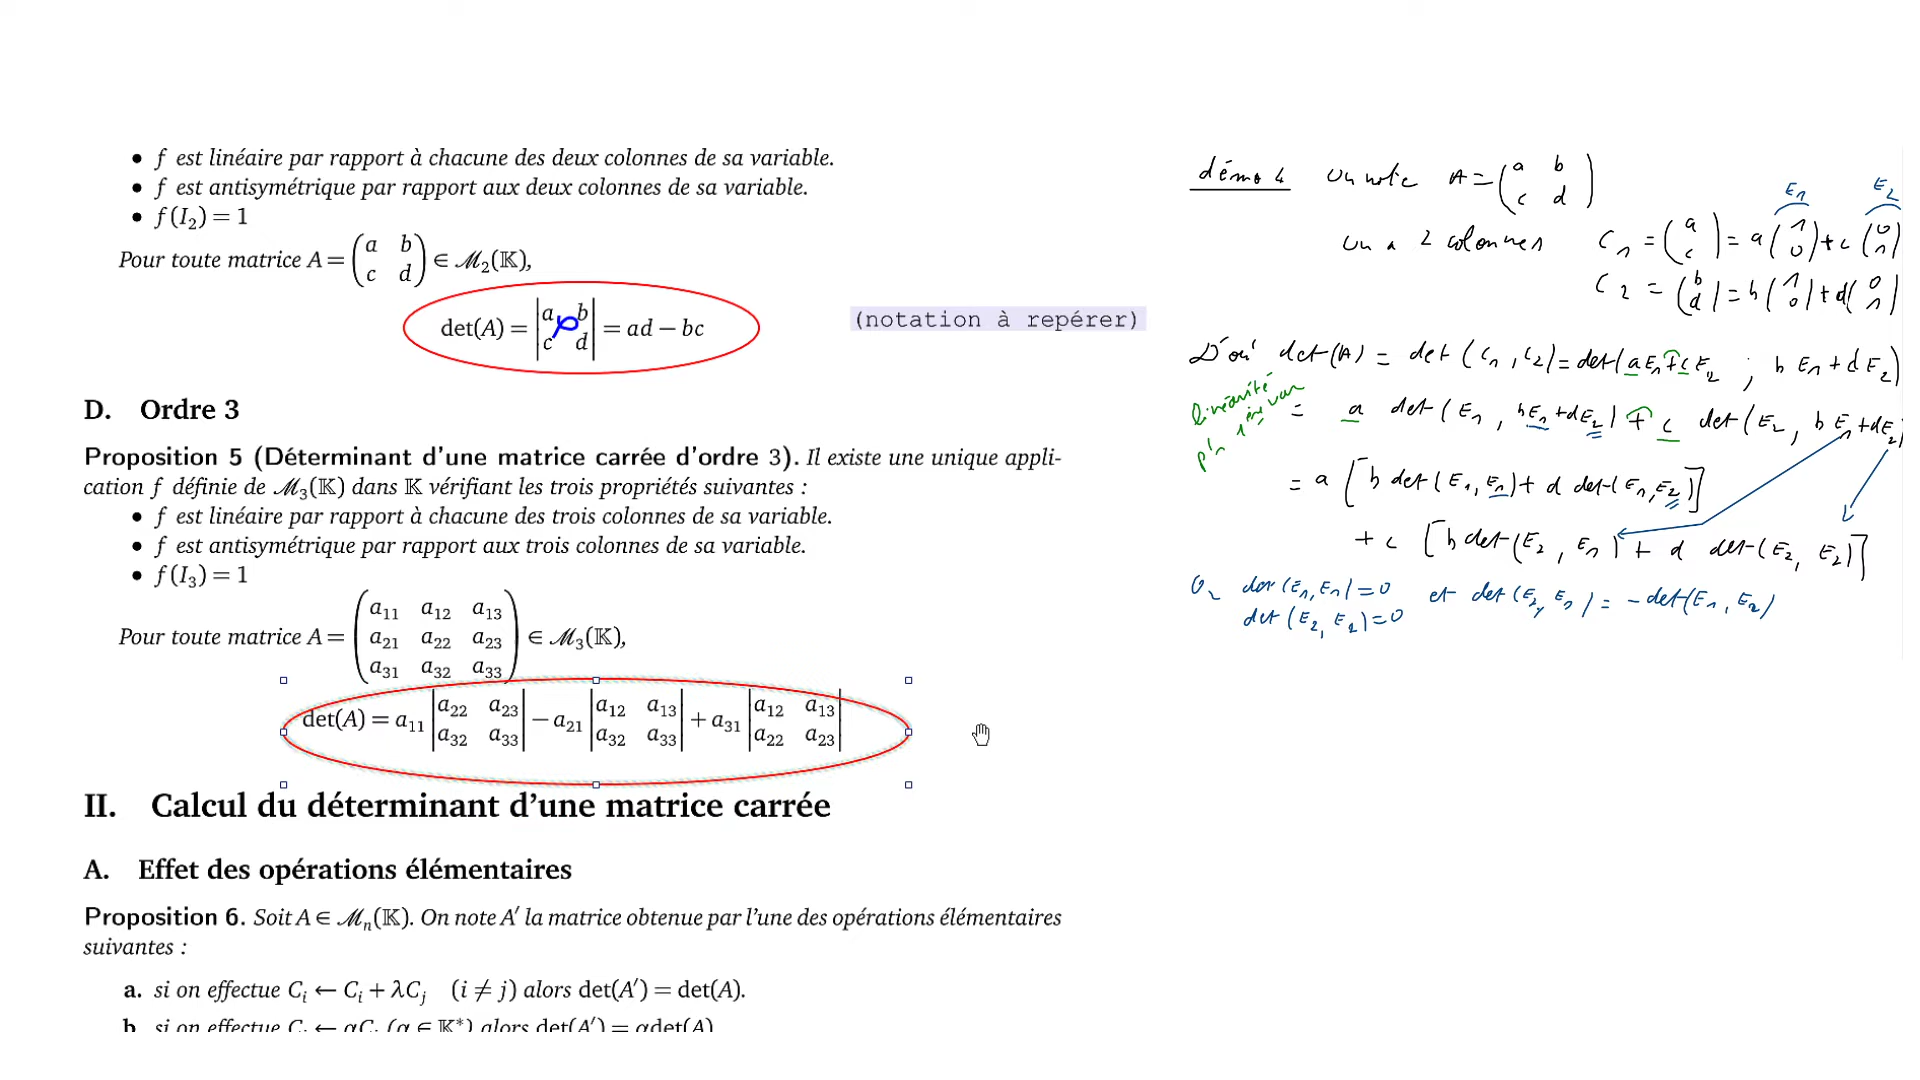 • f est linéaire par rapport à chacune des deux colonnes de sa variable.
• f est antisymétrique par rapport aux deux colonnes de sa variable.
• f(I₂) = 1
Pour toute matrice A = (a b ; c d) ∈ ℳ₂(𝕂),
det(A) = |a b ; c d| = ad − bc
(notation à repérer)
D. Ordre 3
Proposition 5 (Déterminant d'une matrice carrée d'ordre 3). Il existe une unique appli-
cation f définie de ℳ₃(𝕂) dans 𝕂 vérifiant les trois propriétés suivantes :
• f est linéaire par rapport à chacune des trois colonnes de sa variable.
• f est antisymétrique par rapport aux trois colonnes de sa variable.
• f(I₃) = 1
Pour toute matrice A = (a₁₁ a₁₂ a₁₃ ; a₂₁ a₂₂ a₂₃ ; a₃₁ a₃₂ a₃₃) ∈ ℳ₃(𝕂),
det(A) = a₁₁ |a₂₂ a₂₃ ; a₃₂ a₃₃| − a₂₁ |a₁₂ a₁₃ ; a₃₂ a₃₃| + a₃₁ |a₁₂ a₁₃ ; a₂₂ a₂₃|
II. Calcul du déterminant d'une matrice carrée
A. Effet des opérations élémentaires
Proposition 6. Soit A ∈ ℳₙ(𝕂). On note A′ la matrice obtenue par l'une des opérations élémentaires
suivantes :
a. si on effectue Cᵢ ← Cᵢ + λCⱼ (i ≠ j) alors det(A′) = det(A).
b. si on effectue Cᵢ ← αCᵢ (α ∈ 𝕂*) alors det(A′) = αdet(A)
démo 4 On note A = (a b ; c d)
E₁ E₂
on a 2 colonnes C₁ = (a ; c) = a (1 ; 0) + c (0 ; 1)
C₂ = (b ; d) = b (1 ; 0) + d (0 ; 1)
D'où det(A) = det(C₁, C₂) = det(aE₁ + cE₂ ; bE₁ + dE₂)
linéarité
p/r 1ère var
= a det(E₁, bE₁ + dE₂) + c det(E₂, bE₁ + dE₂)
= a [b det(E₁, E₁) + d det(E₁, E₂)]
+ c [b det(E₂, E₁) + d det(E₂, E₂)]
Or det(E₁, E₁) = 0 et det(E₂, E₁) = − det(E₁, E₂)
det(E₂, E₂) = 0